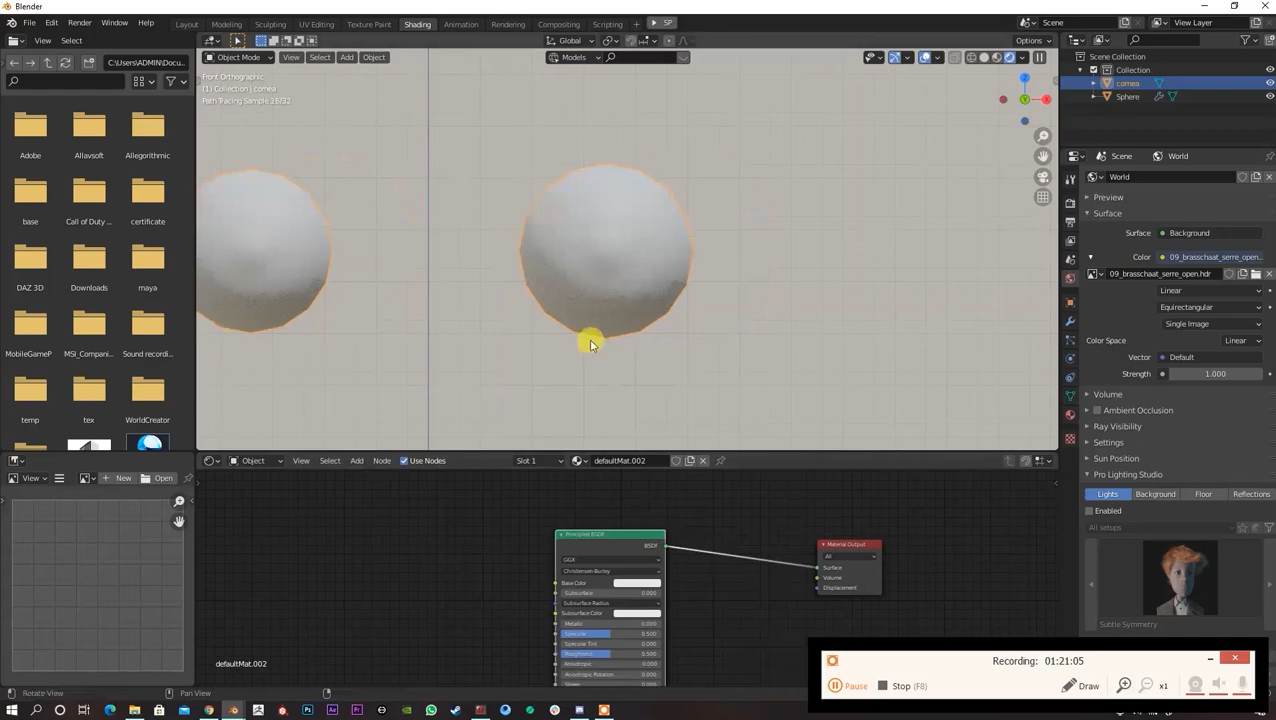 Blender
File Edit Render Window Help Layout Modeling Sculpting UV Editing Texture Paint Shading Animation Rendering Compositing Scripting SP Scene View Layer
View Select Global Options
C:\Users\ADMIN\Docu... Object Mode View Select Add Object Models
Front Orthographic
(1) Collection | cornea
Path Tracing Sample 26/32
Scene Collection
Collection
cornea
Sphere
Adobe Allavsoft Allegorithmic
base Call of Duty ... certificate
DAZ 3D Downloads maya
MobileGameP MSI_Compani... Sound recordi...
temp tex WorldCreator
Scene World
World
Preview
Surface
Surface Background
Color 09_brasschaat_serre_open...
09_brasschaat_serre_open.hdr
Linear
Equirectangular
Single Image
Color Space Linear
Vector Default
Strength 1.000
Volume
Ambient Occlusion
Ray Visibility
Settings
Sun Position
Pro Lighting Studio
Lights Background Floor Reflections
Enabled
All setups
Subtle Symmetry.
Object View Select Add Node Use Nodes Slot 1 defaultMat.002
View New Open
Principled BSDF
BSDF
GGX
Christensen-Burley
Base Color
Subsurface 0.000
Subsurface Radius
Subsurface Color
Metallic 0.000
Specular 0.500
Specular Tint 0.000
Roughness 0.500
Anisotropic 0.000
Anisotropic Rotation 0.000
Material Output
All
Surface
Volume
Displacement
defaultMat.002
Recording: 01:21:05
Pause Stop (F8) Draw x1
Rotate View Pan View